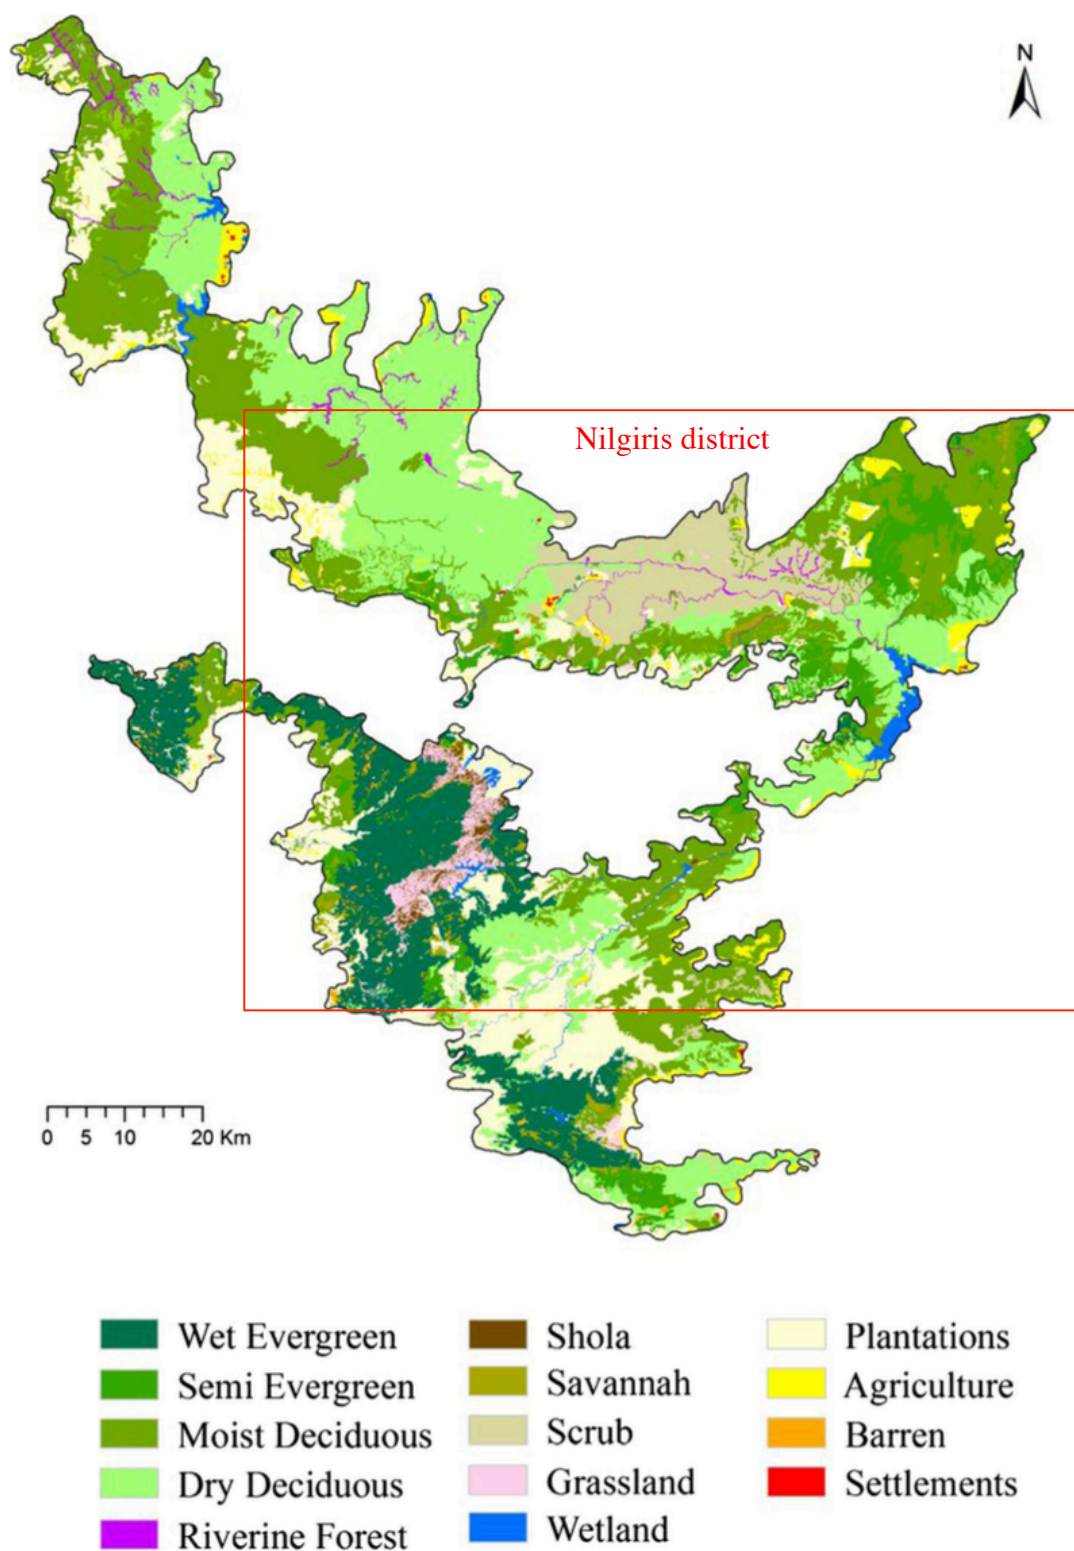 N
Nilgiris district
0 5 10 20 Km
Wet Evergreen
Semi Evergreen
Moist Deciduous
Dry Deciduous
Riverine Forest
Shola
Savannah
Scrub
Grassland
Wetland
Plantations
Agriculture
Barren
Settlements